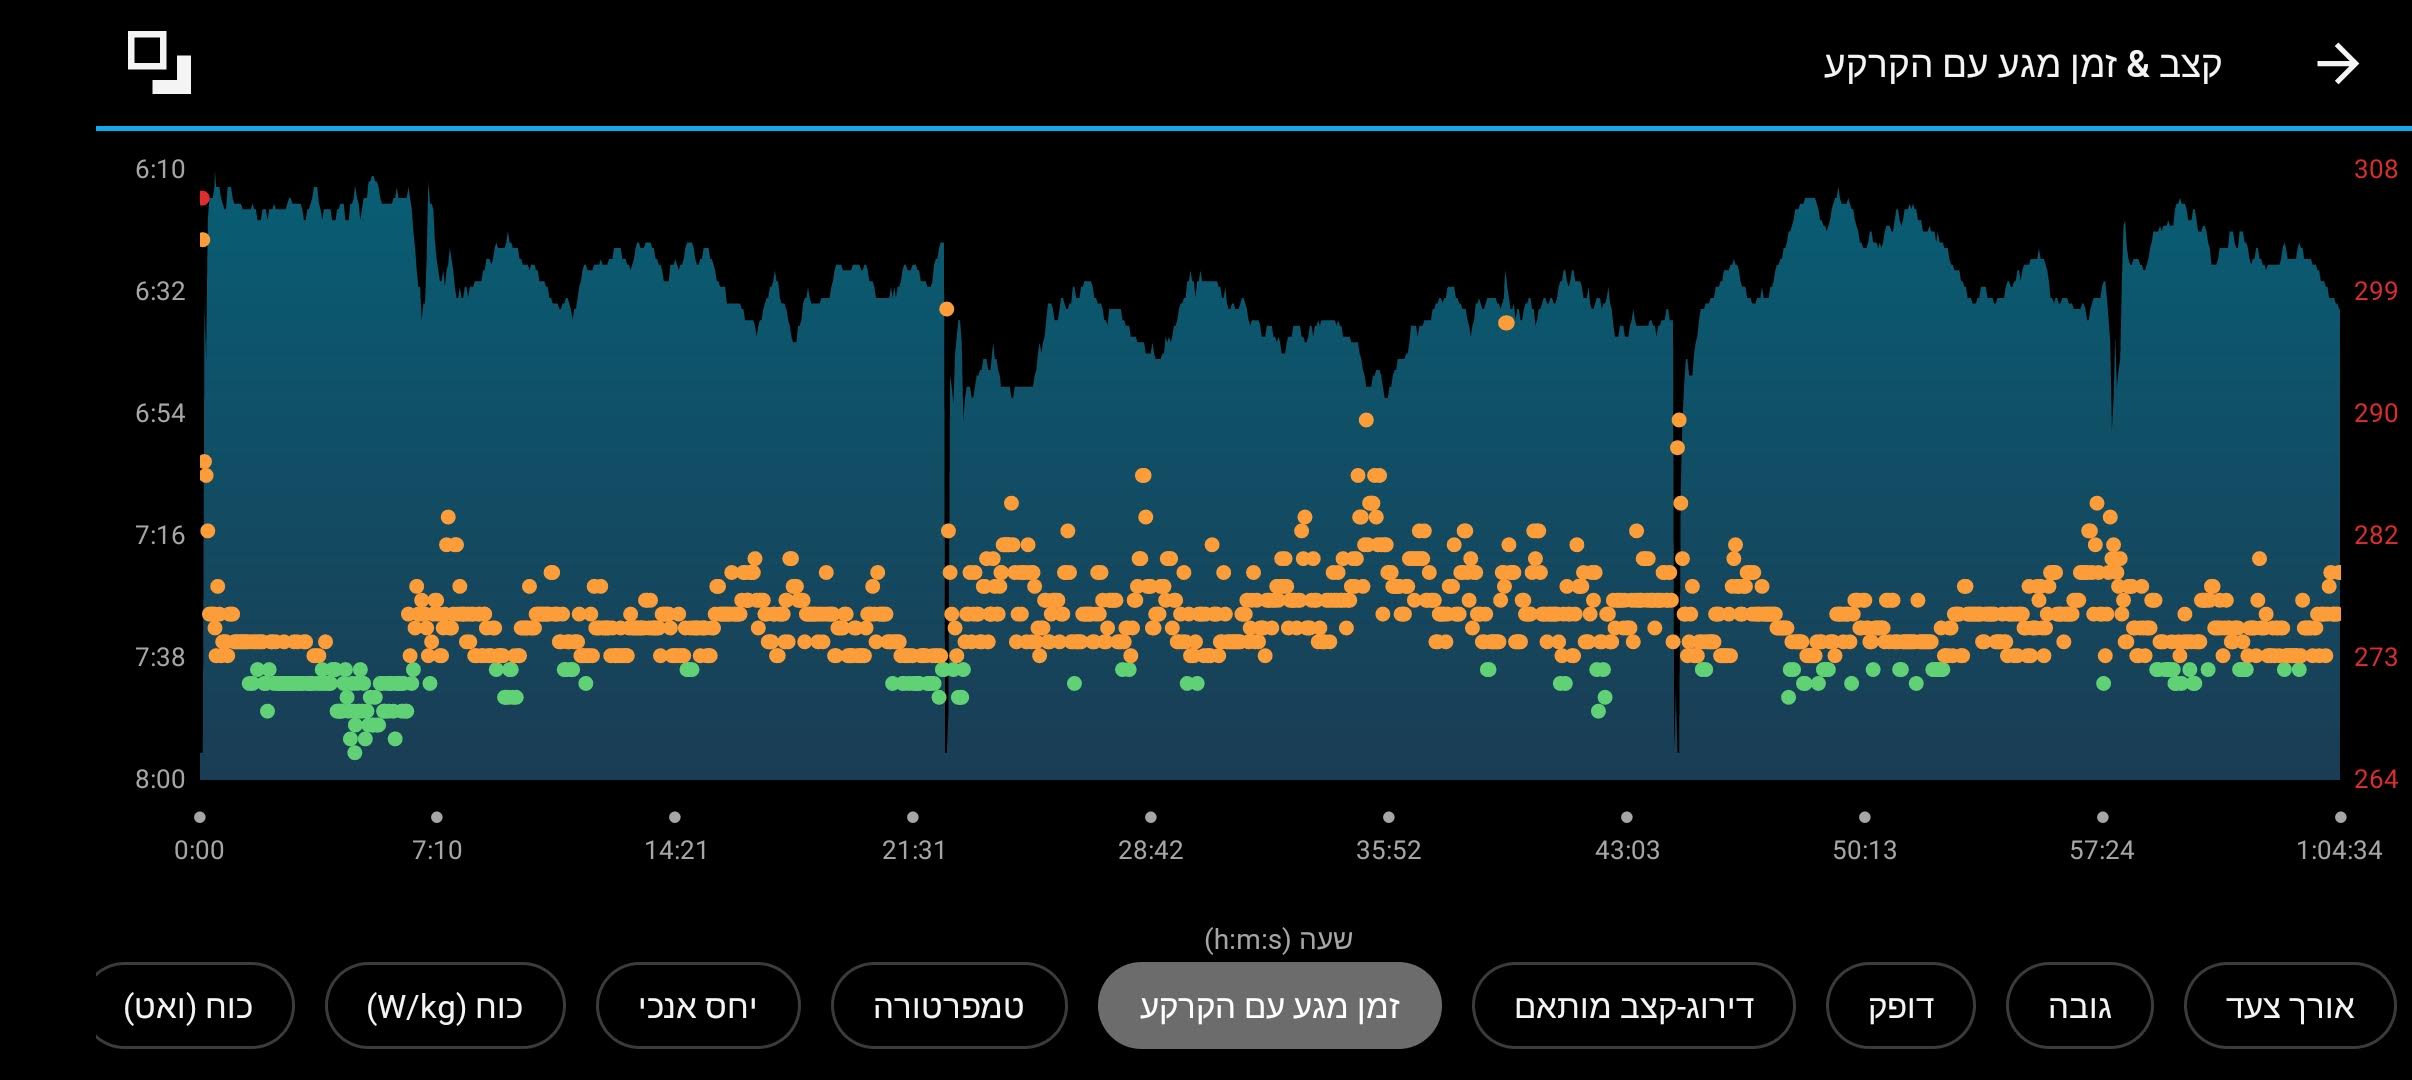 קצב & זמן מגע עם הקרקע
6:10
6:32
6:54
7:16
7:38
8:00
308
299
290
282
273
264
0:00 7:10 14:21 21:31 28:42 35:52 43:03 50:13 57:24 1:04:34
שעה (h:m:s)
אורך צעד
גובה
דופק
דירוג-קצב מותאם
זמן מגע עם הקרקע
טמפרטורה
יחס אנכי
כוח (W/kg)
כוח (ואט)